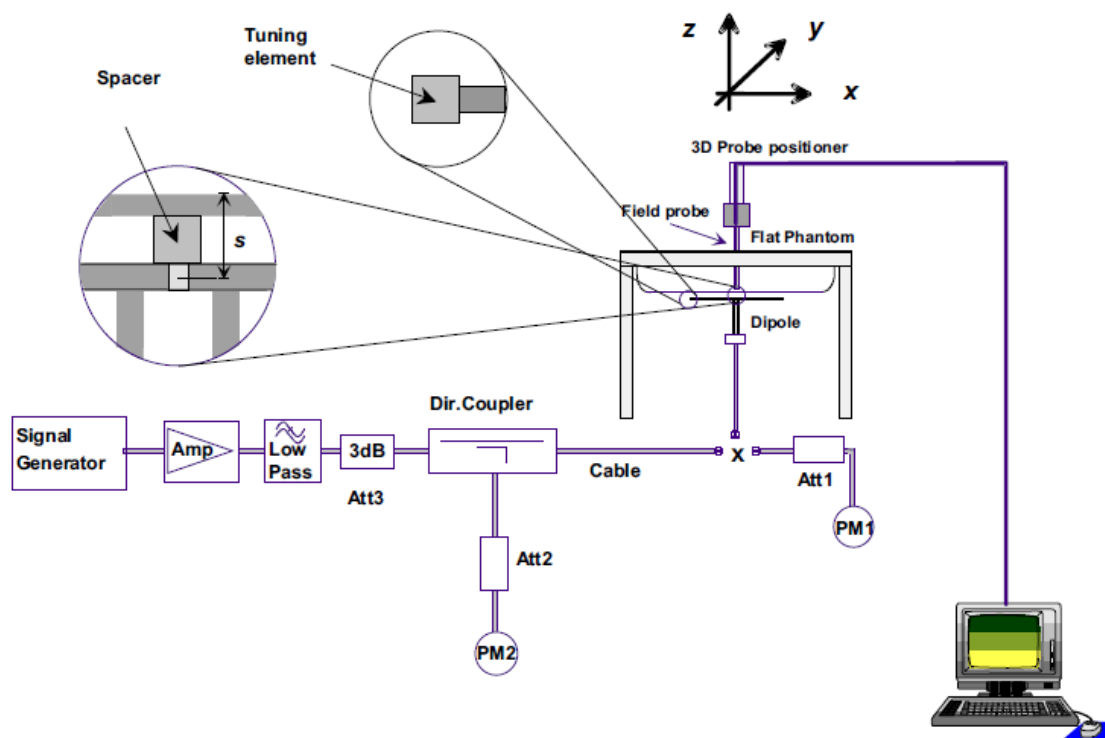 Tuning
element
Spacer
z
y
x
3D Probe positioner
Field probe
Flat Phantom
s
Dipole
Dir.Coupler
Signal
Generator
Amp
Low
Pass
3dB
Att3
Cable
x
Att1
PM1
Att2
PM2